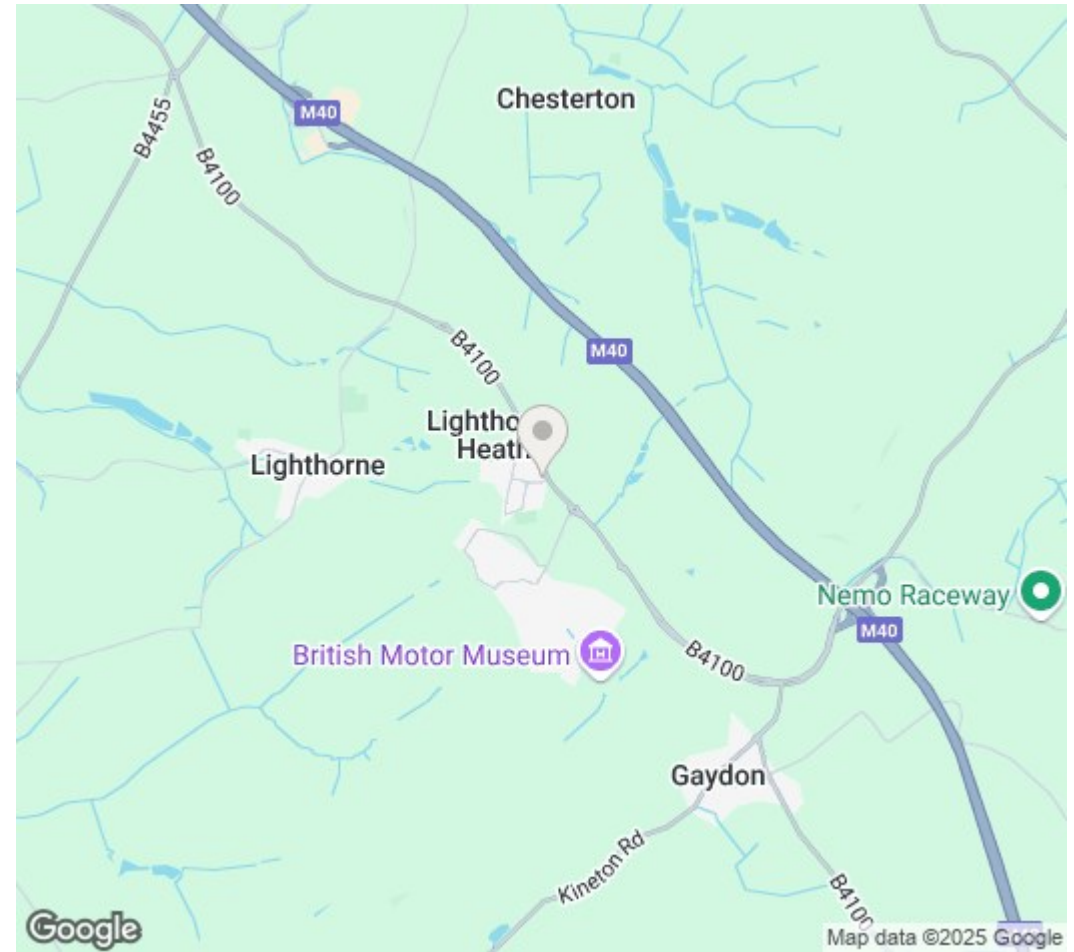 Chesterton
M40
B4455
B4100
B4100
M40
Lighthorne
Heath
Lighthorne
Nemo Raceway
M40
British Motor Museum
B4100
Gaydon
Kineton Rd
B4100
Google
Map data ©2025 Google